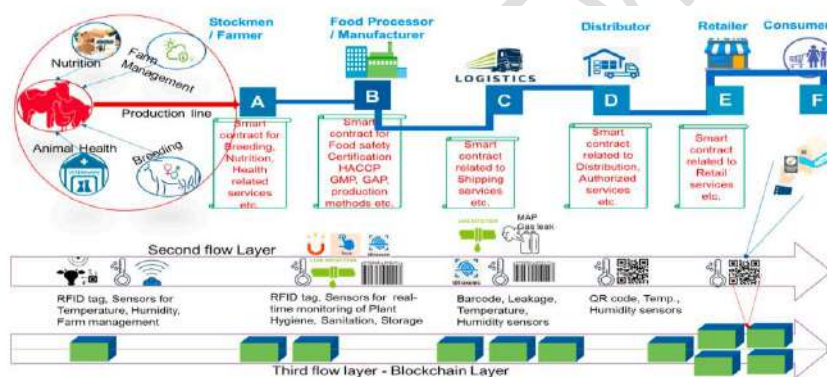 Stockmen
/ Farmer
Food Processor
/ Manufacturer
LOGISTICS
Distributor
Retailer
Consumer
Nutrition
Farm
Management
Production line
Animal Health
Breeding
A
B
C
D
E
F
Smart
contract for
Breeding,
Nutrition,
Health
related
services
etc.
Smart
contract for
Food safety
Certification
HACCP
GMP, GAP,
production
methods etc.
Smart
contract
related to
Shipping
services etc.
Smart
contract
related to
Distribution,
Authorized
services etc.
Smart
contract
related to
Retail
services
etc.
Second flow Layer
LEAK DETECTION
LEAK DETECTION
MAP
Gas leak
RFID tag, Sensors for
Temperature, Humidity,
Farm management
RFID tag, Sensors for real-
time monitoring of Plant
Hygiene, Sanitation, Storage
Barcode, Leakage,
Temperature,
Humidity sensors
QR code, Temp.,
Humidity sensors
Third flow layer - Blockchain Layer